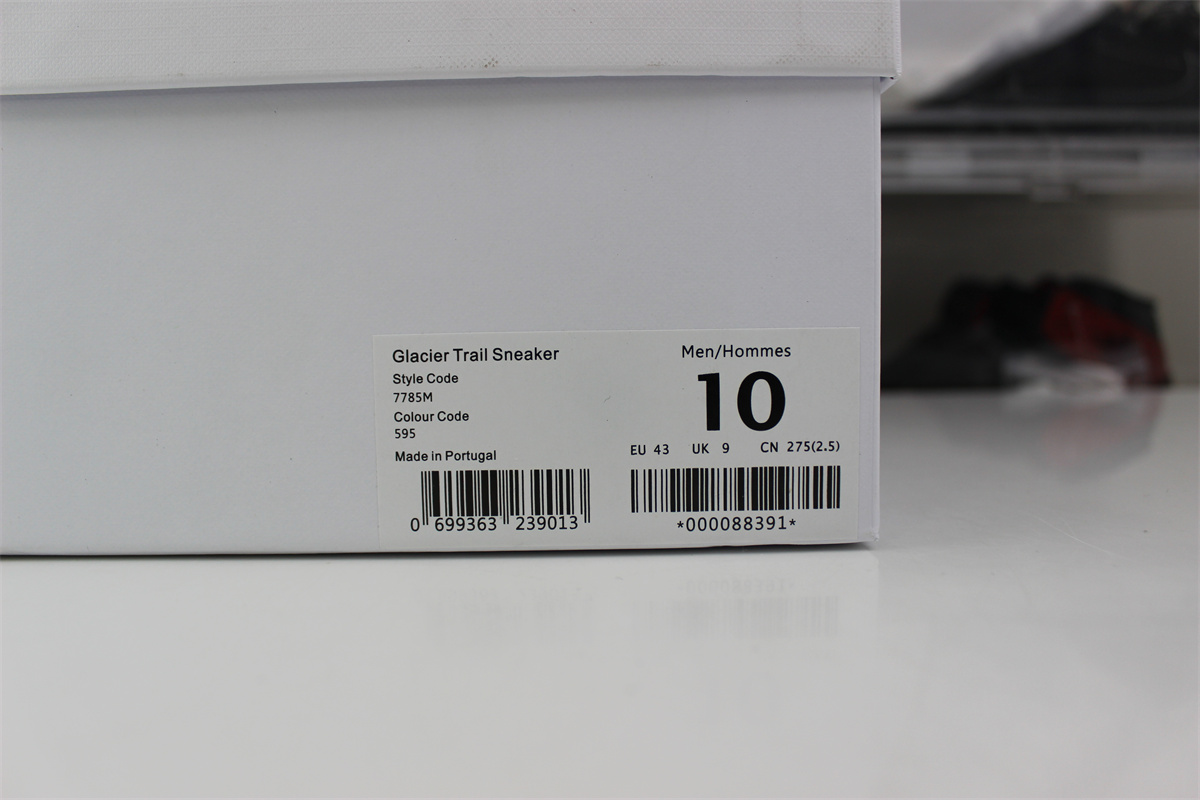 Glacier Trail Sneaker
Style Code
7785M
Colour Code
595
Made in Portugal
0 699363 239013
Men/Hommes
10
EU 43 UK 9 CN 275(2.5)
*000088391*